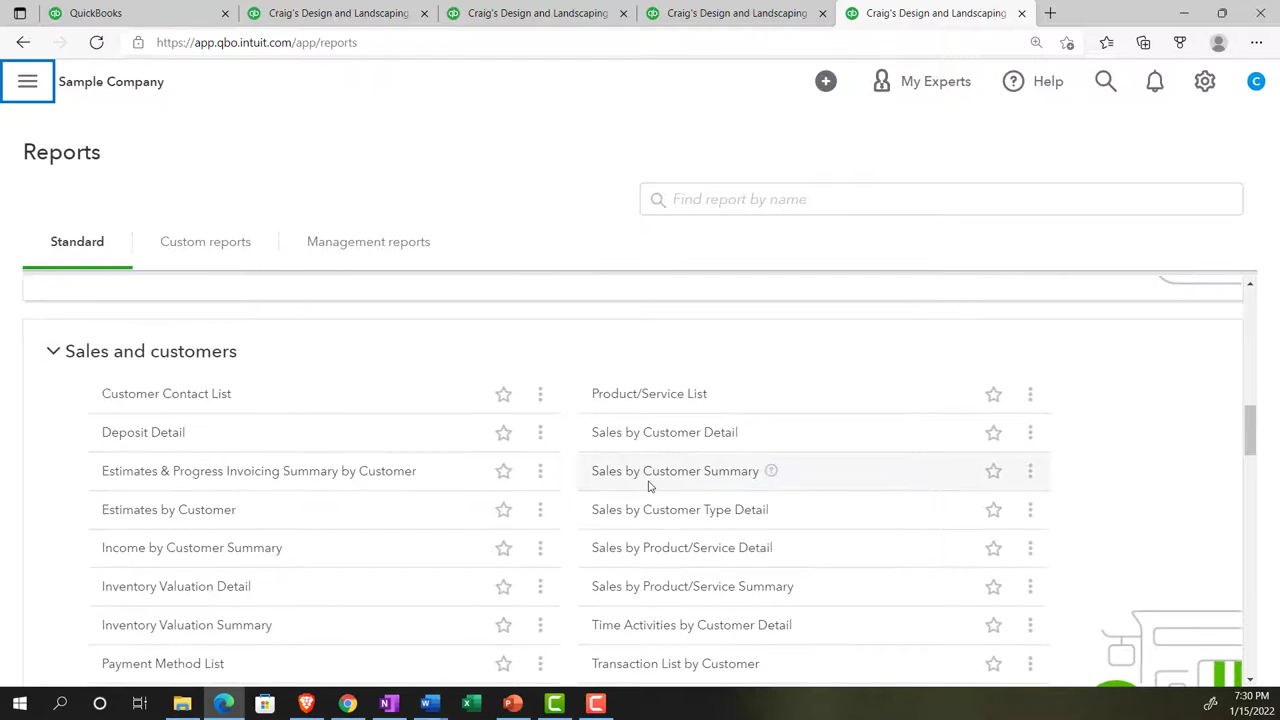 QuickBooks
Craig's Design and Landscaping
Craig's Design and Landscaping
Craig's Design and Landscaping
Craig's Design and Landscaping
https://app.qbo.intuit.com/app/reports
Sample Company
My Experts
Help
C
Reports
Find report by name
Standard
Custom reports
Management reports
Sales and customers
Customer Contact List
Product/Service List
Deposit Detail
Sales by Customer Detail
Estimates & Progress Invoicing Summary by Customer
Sales by Customer Summary
Estimates by Customer
Sales by Customer Type Detail
Income by Customer Summary
Sales by Product/Service Detail
Inventory Valuation Detail
Sales by Product/Service Summary
Inventory Valuation Summary
Time Activities by Customer Detail
Payment Method List
Transaction List by Customer
7:30 PM
1/15/2022